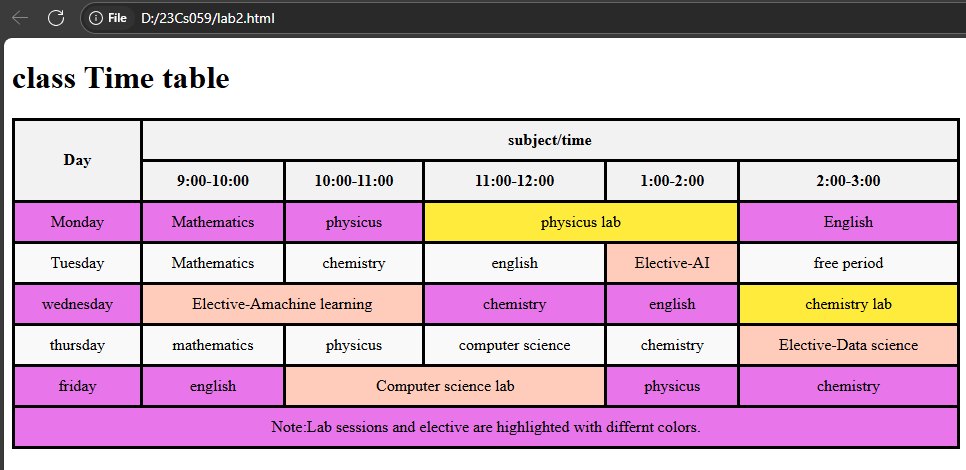 File D:/23Cs059/lab2.html
class Time table
Day subject/time
9:00-10:00 10:00-11:00 11:00-12:00 1:00-2:00 2:00-3:00
Monday Mathematics physicus physicus lab English
Tuesday Mathematics chemistry english Elective-AI free period
wednesday Elective-Amachine learning chemistry english chemistry lab
thursday mathematics physicus computer science chemistry Elective-Data science
friday english Computer science lab physicus chemistry
Note:Lab sessions and elective are highlighted with differnt colors.